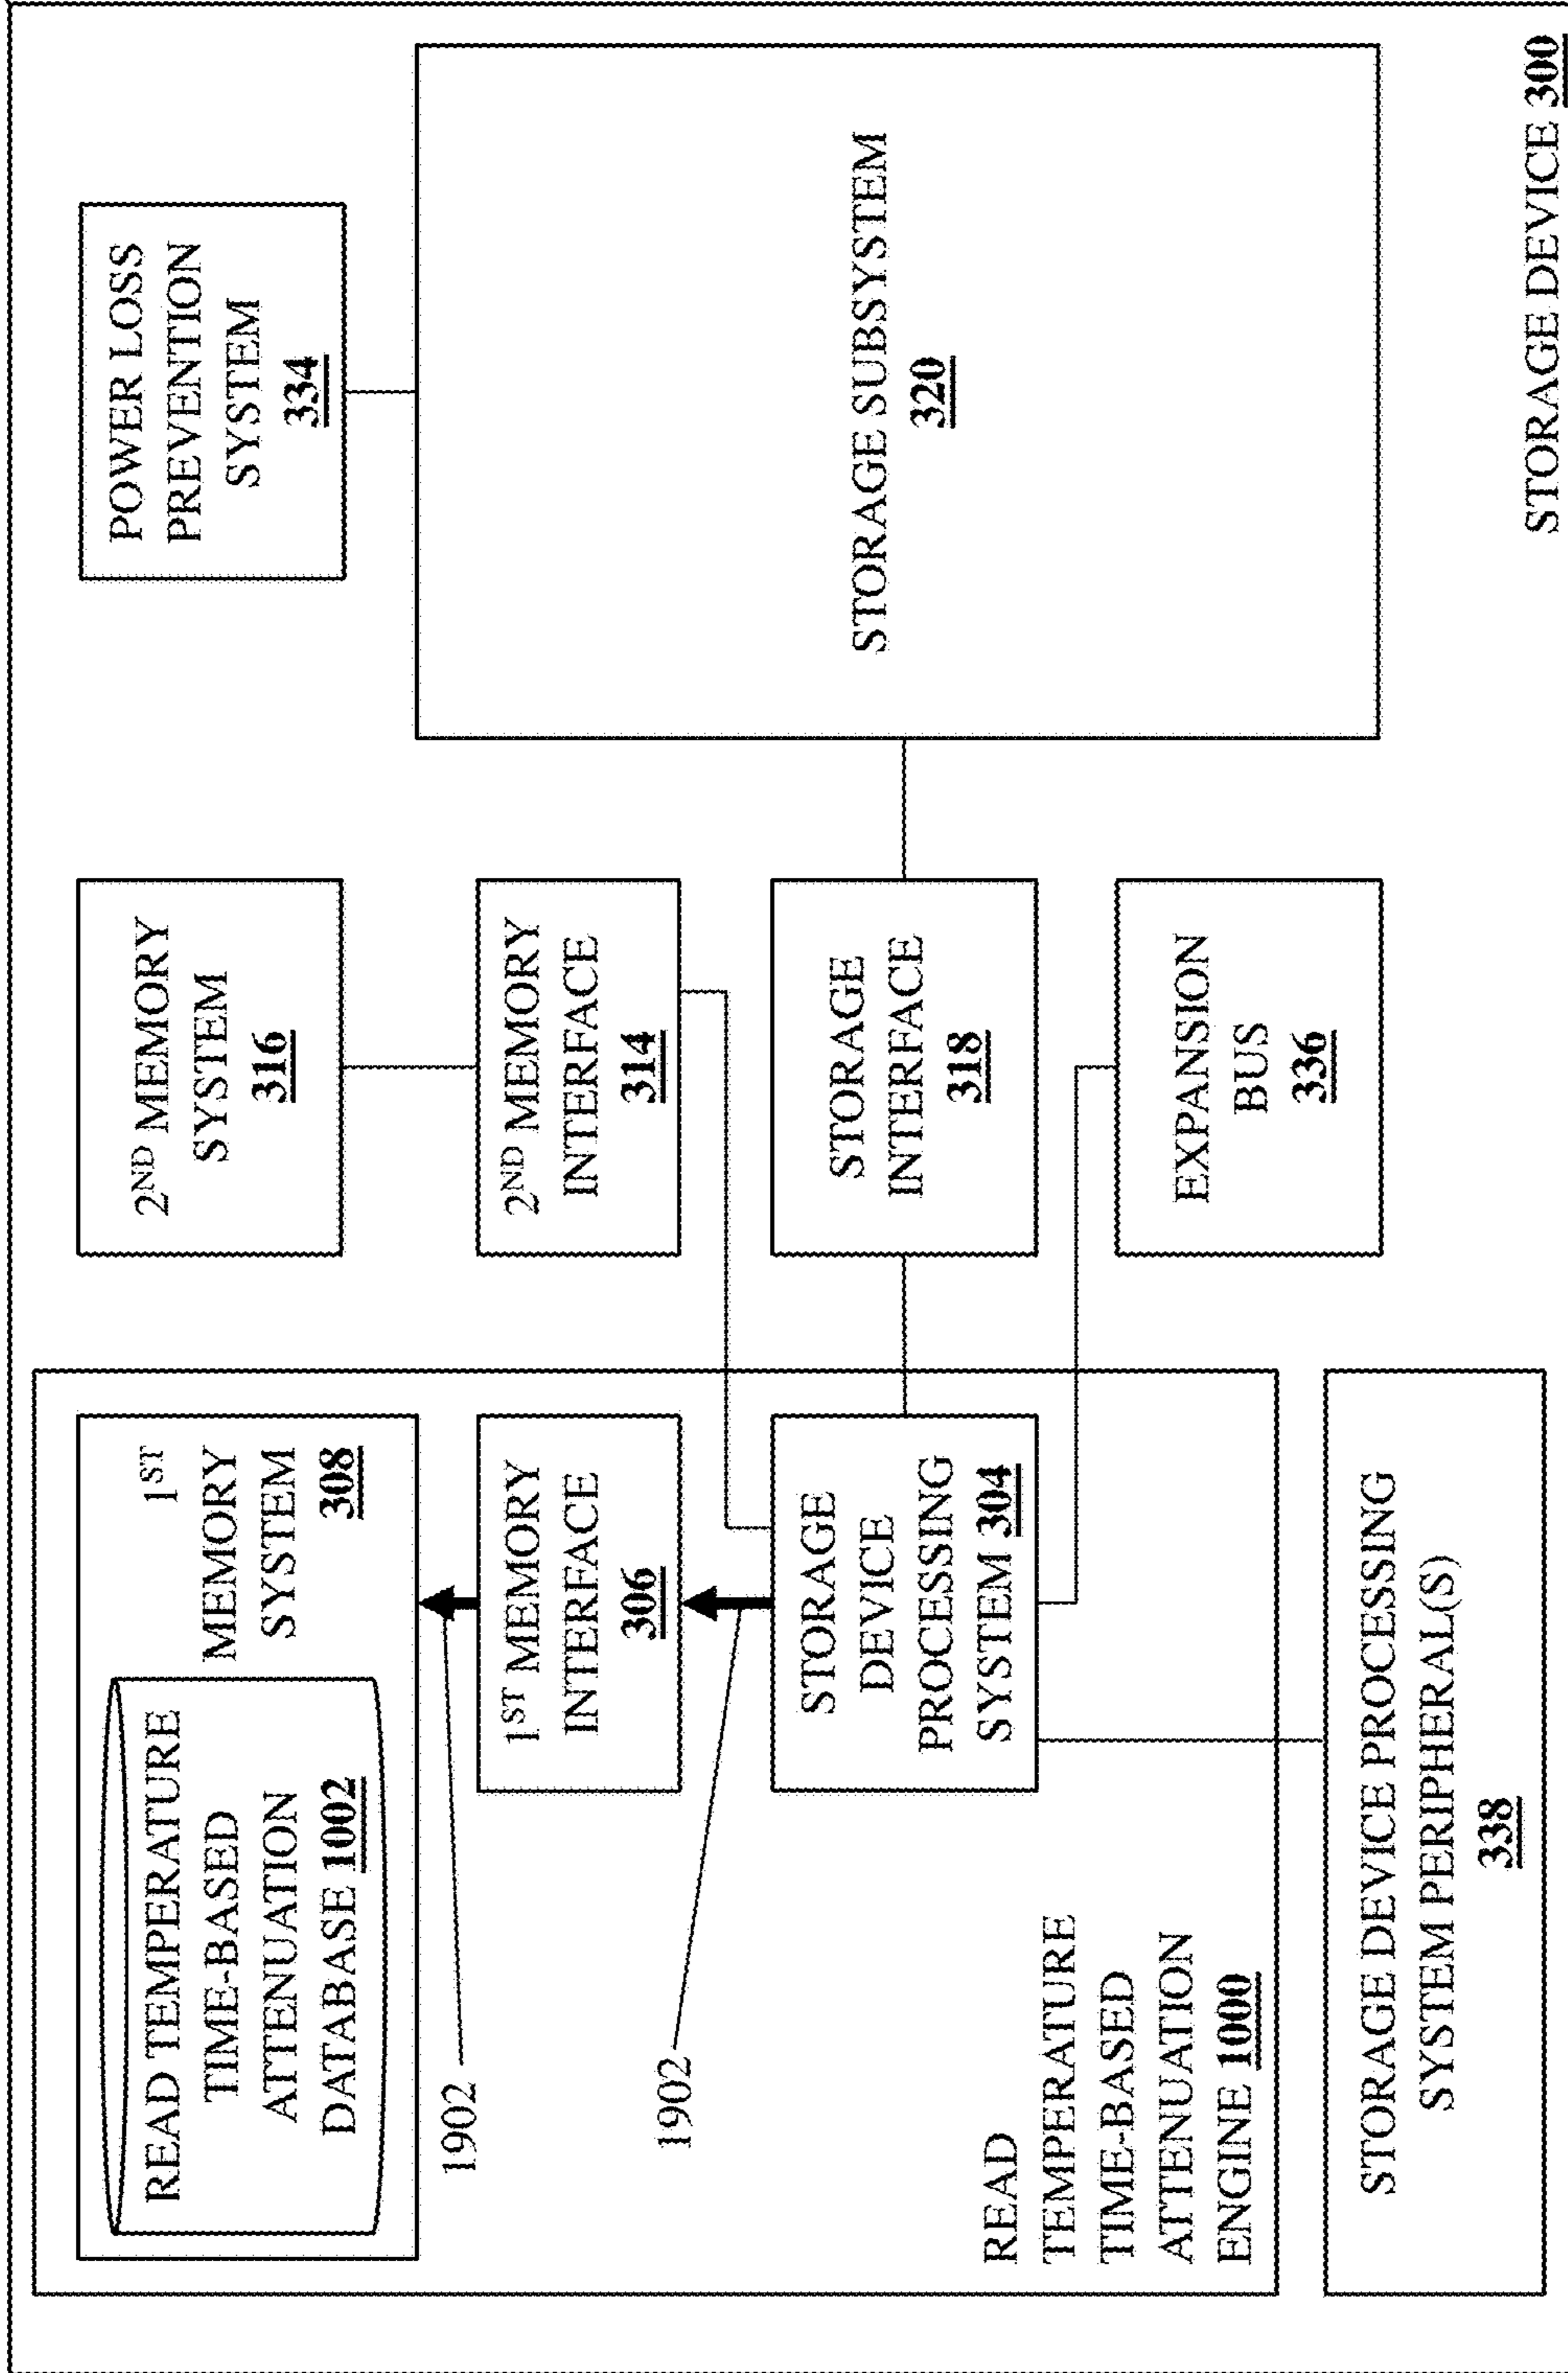 READ TEMPERATURE
TIME-BASED
ATTENUATION
DATABASE 1002
1ST
MEMORY
SYSTEM
308
1902
1ST MEMORY
INTERFACE
306
1902
STORAGE
DEVICE
PROCESSING
SYSTEM 304
READ
TEMPERATURE
TIME-BASED
ATTENUATION
ENGINE 1000
STORAGE DEVICE PROCESSING
SYSTEM PERIPHERAL(S)
338
2ND MEMORY
SYSTEM
316
2ND MEMORY
INTERFACE
314
STORAGE
INTERFACE
318
EXPANSION
BUS
336
POWER LOSS
PREVENTION
SYSTEM
334
STORAGE SUBSYSTEM
320
STORAGE DEVICE 300